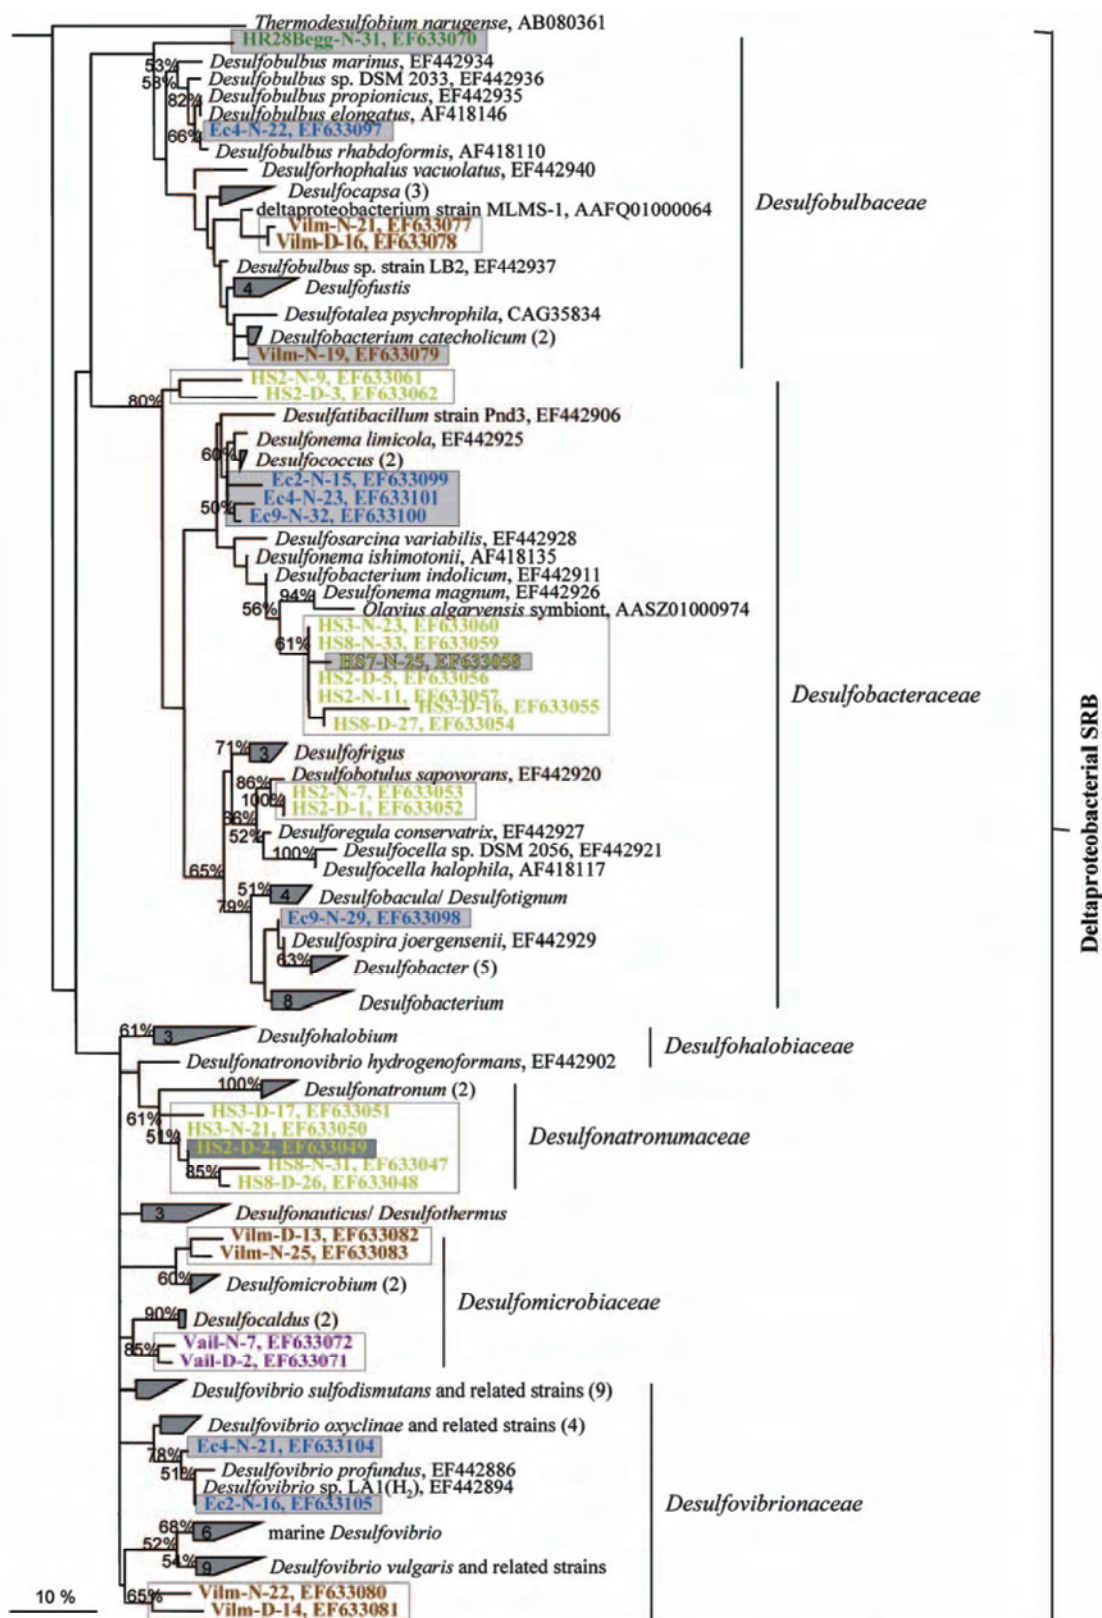 Thermodesulfobium narugense, AB080361
HR28Begg-N-31, EF633070
53%
Desulfobulbus marinus, EF442934
53%
Desulfobulbus sp. DSM 2033, EF442936
82%
Desulfobulbus propionicus, EF442935
Desulfobulbus elongatus, AF418146
66%
Ec4-N-22, EF633097
Desulfobulbus rhabdoformis, AF418110
Desulforhophalus vacuolatus, EF442940
Desulfocapsa (3)
deltaproteobacterium strain MLMS-1, AAFQ01000064
Desulfobulbaceae
Vilm-N-21, EF633077
Vilm-D-16, EF633078
Desulfobulbus sp. strain LB2, EF442937
4 Desulfofustis
Desulfotalea psychrophila, CAG35834
Desulfobacterium catecholicum (2)
Vilm-N-19, EF633079
HS2-N-9, EF633061
80%
HS2-D-3, EF633062
Desulfatibacillum strain Pnd3, EF442906
Desulfonema limicola, EF442925
60%
Desulfococcus (2)
Ec2-N-15, EF633099
Ec4-N-23, EF633101
50%
Ec9-N-32, EF633100
Desulfosarcina variabilis, EF442928
Desulfonema ishimotonii, AF418135
Desulfobacterium indolicum, EF442911
94%
Desulfonema magnum, EF442926
56%
Olavius algarvensis symbiont, AASZ01000974
HS3-N-23, EF633060
61%
HS8-N-33, EF633059
HS7-N-25, EF633058
HS2-D-5, EF633056
HS2-N-11, EF633057
Desulfobacteraceae
HS3-D-16, EF633055
HS8-D-27, EF633054
Deltaproteobacterial SRB
71%
3 Desulfofrigus
Desulfobotulus sapovorans, EF442920
86%
HS2-N-7, EF633053
100%
HS2-D-1, EF633052
52%
Desulforegula conservatrix, EF442927
100%
Desulfocella sp. DSM 2056, EF442921
65%
Desulfocella halophila, AF418117
51%
4 Desulfobacula/ Desulfotignum
79%
Ec9-N-29, EF633098
Desulfospira joergensenii, EF442929
63%
Desulfobacter (5)
8 Desulfobacterium
61%
3 Desulfohalobium
Desulfohalobiaceae
Desulfonatronovibrio hydrogenoformans, EF442902
100%
Desulfonatronum (2)
61%
HS3-D-17, EF633051
51%
HS3-N-21, EF633050
Desulfonatronumaceae
HS2-D-2, EF633049
85%
HS8-N-31, EF633047
HS8-D-26, EF633048
3 Desulfonauticus/ Desulfothermus
Vilm-D-13, EF633082
Vilm-N-25, EF633083
60%
Desulfomicrobium (2)
Desulfomicrobiaceae
90%
Desulfocaldus (2)
85%
Vail-N-7, EF633072
Vail-D-2, EF633071
Desulfovibrio sulfodismutans and related strains (9)
Desulfovibrio oxyclinae and related strains (4)
78%
Ec4-N-21, EF633104
51%
Desulfovibrio profundus, EF442886
Desulfovibrio sp. LA1(H2), EF442894
Ec2-N-16, EF633105
Desulfovibrionaceae
68%
6 marine Desulfovibrio
52%
54%
9 Desulfovibrio vulgaris and related strains
10 %
65%
Vilm-N-22, EF633080
Vilm-D-14, EF633081